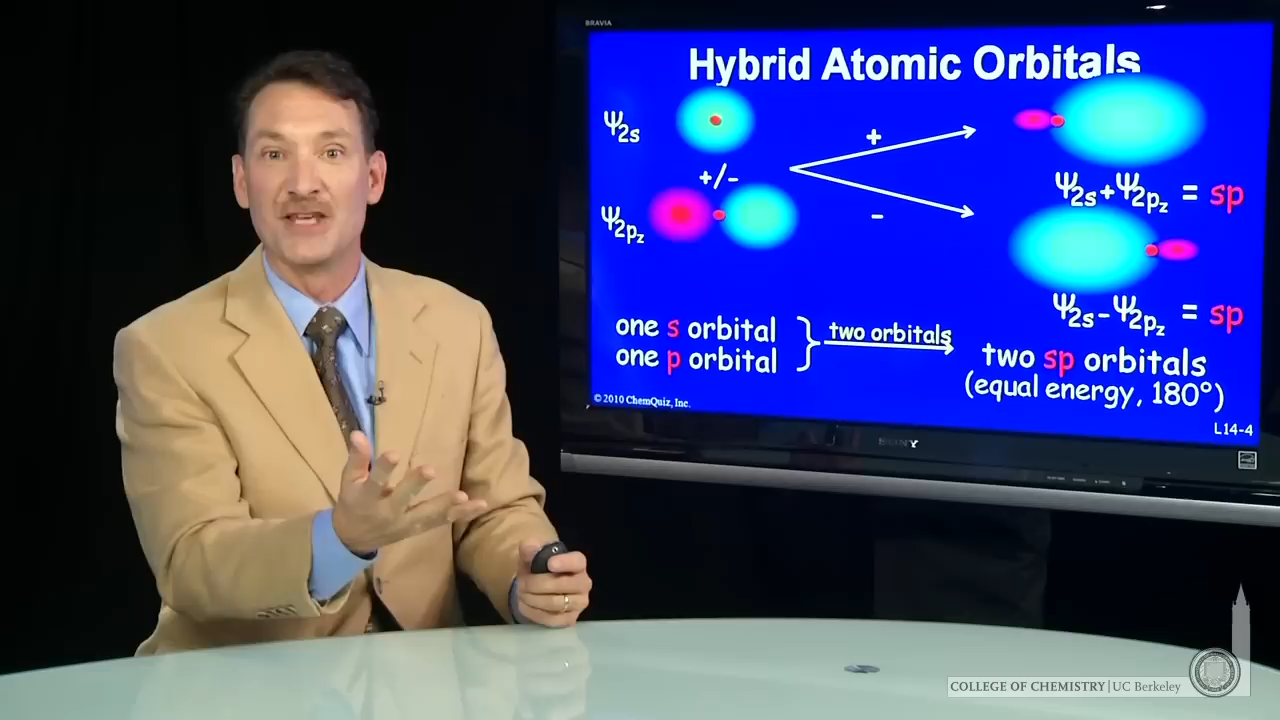 BRAVIA
Hybrid Atomic Orbitals
Ψ2s
+
+/-
Ψ2pz
-
Ψ2s+Ψ2pz = sp
Ψ2s-Ψ2pz = sp
one s orbital
one p orbital
two orbitals
two sp orbitals
(equal energy, 180°)
© 2010 ChemQuiz, Inc.
L14-4
SONY
COLLEGE OF CHEMISTRY | UC Berkeley